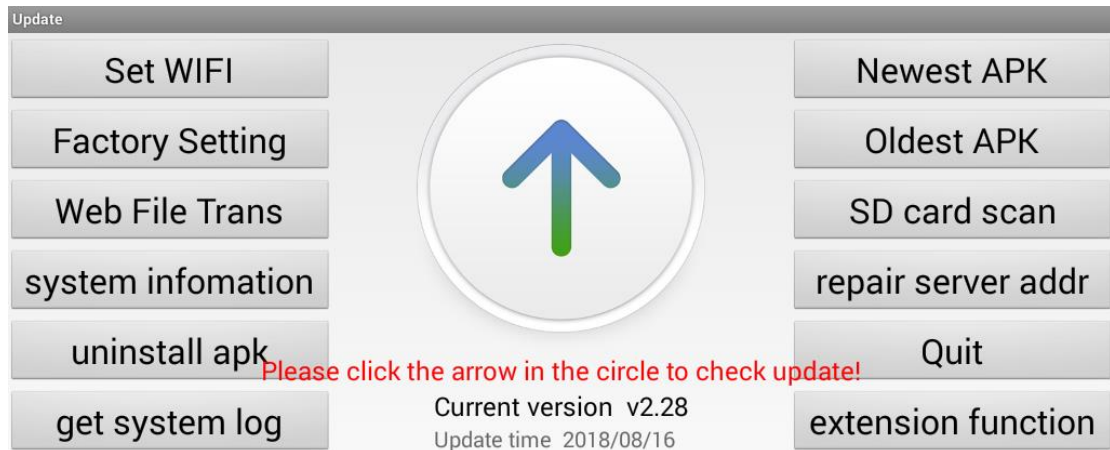 Update
Set WIFI
Factory Setting
Web File Trans
system infomation
uninstall apk
get system log
Please click the arrow in the circle to check update!
Current version v2.28
Update time 2018/08/16
Newest APK
Oldest APK
SD card scan
repair server addr
Quit
extension function